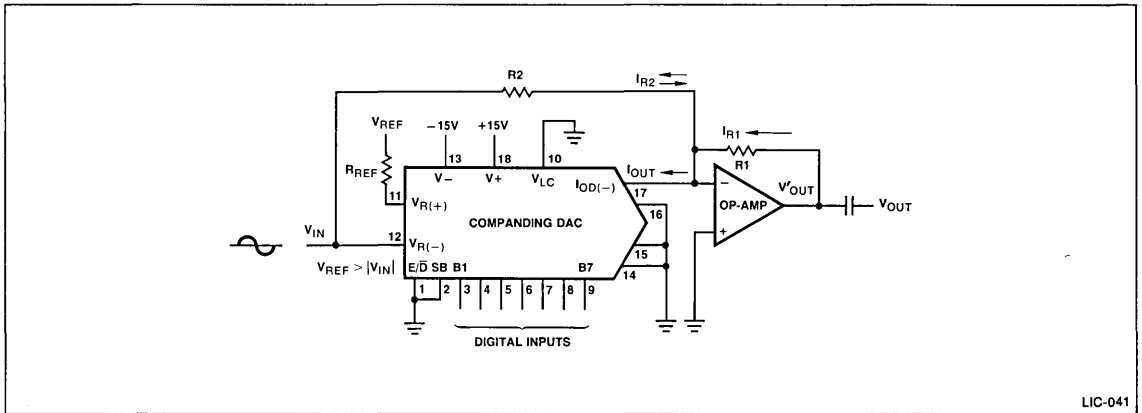 R2
IR2
VREF
−15V
+15V
IR1
RREF
13
18
10
R1
V−
V+
VLC
IOUT
IOD(−)
−
11
VR(+)
17
V'OUT
OP-AMP
VOUT
COMPANDING DAC
16
VIN
12
VR(−)
+
15
VREF > |VIN|
E/D̅ SB B1
B7
14
1
2
3
4
5
6
7
8
9
DIGITAL INPUTS
LIC-041